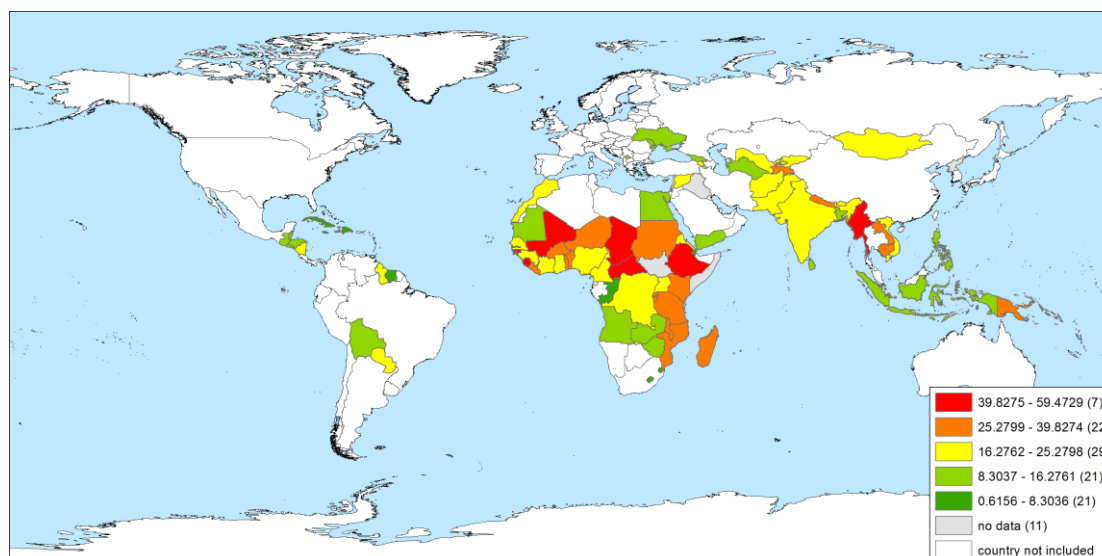 39.8275 - 59.4729 (7)
25.2799 - 39.8274 (22
16.2762 - 25.2798 (29
8.3037 - 16.2761 (21)
0.6156 - 8.3036 (21)
no data (11)
country not included